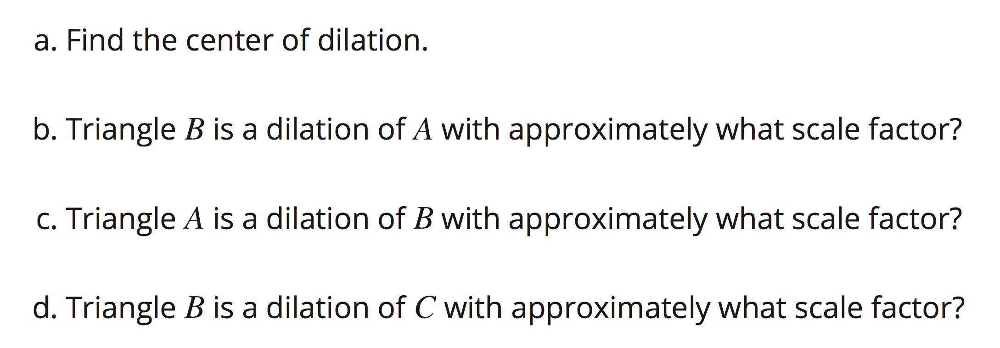 a. Find the center of dilation.
b. Triangle B is a dilation of A with approximately what scale factor?
c. Triangle A is a dilation of B with approximately what scale factor?
d. Triangle B is a dilation of C with approximately what scale factor?